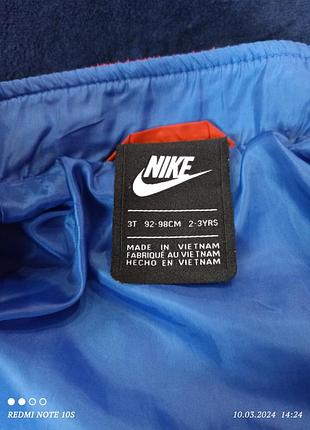 NIKE
3T 92-98CM 2-3YRS
MADE IN VIETNAM
FABRIQUÉ AU VIETNAM
HECHO EN VIETNAM
REDMI NOTE 10S
10.03.2024 14:24